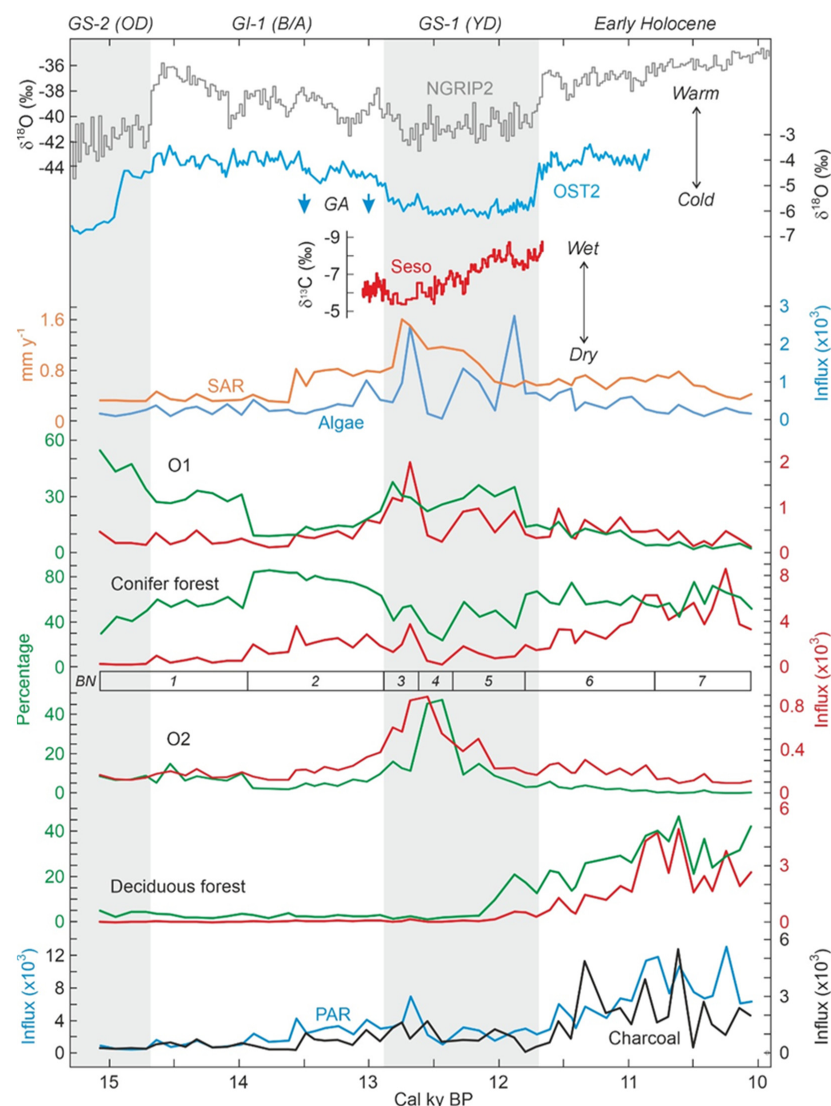 GS-2 (OD) GI-1 (B/A) GS-1 (YD) Early Holocene
-36
-38
-40
-42
-44
δ18O (‰)
NGRIP2
Warm
Cold
-3
-4
-5
-6
-7
δ18O (‰)
OST2
GA
-9
-7
-5
δ13C (‰)
Seso
Wet
Dry
1.6
0.8
0
mm y-1
SAR
Algae
3
2
1
0
Influx (x10³)
60
30
0
O1
2
1
0
80
40
0
Conifer forest
8
4
0
Percentage
Influx (x10³)
BN 1 2 3 4 5 6 7
40
20
0
O2
0.8
0.4
0
40
20
0
Deciduous forest
6
3
0
12
8
4
0
Influx (x10³)
PAR
Charcoal
6
3
0
Influx (x10³)
15 14 13 12 11 10
Cal ky BP